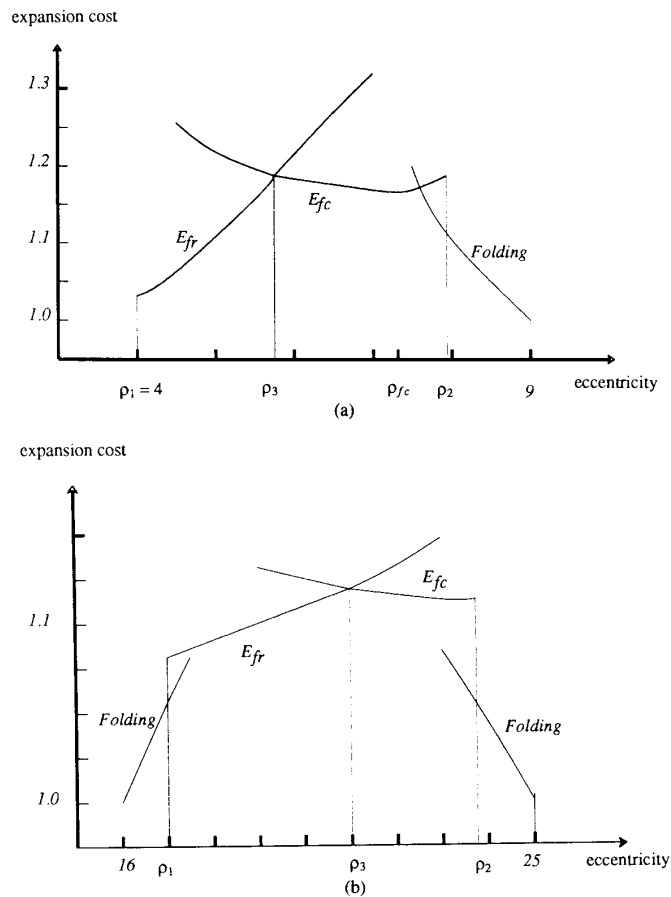 expansion cost
1.3
1.2
E_fc
E_fr
1.1
Folding
1.0
ρ₁ = 4 ρ₃ ρ_fc ρ₂ 9 eccentricity
(a)
expansion cost
E_fc
1.1
E_fr
Folding Folding
1.0
16 ρ₁ ρ₃ ρ₂ 25 eccentricity
(b)